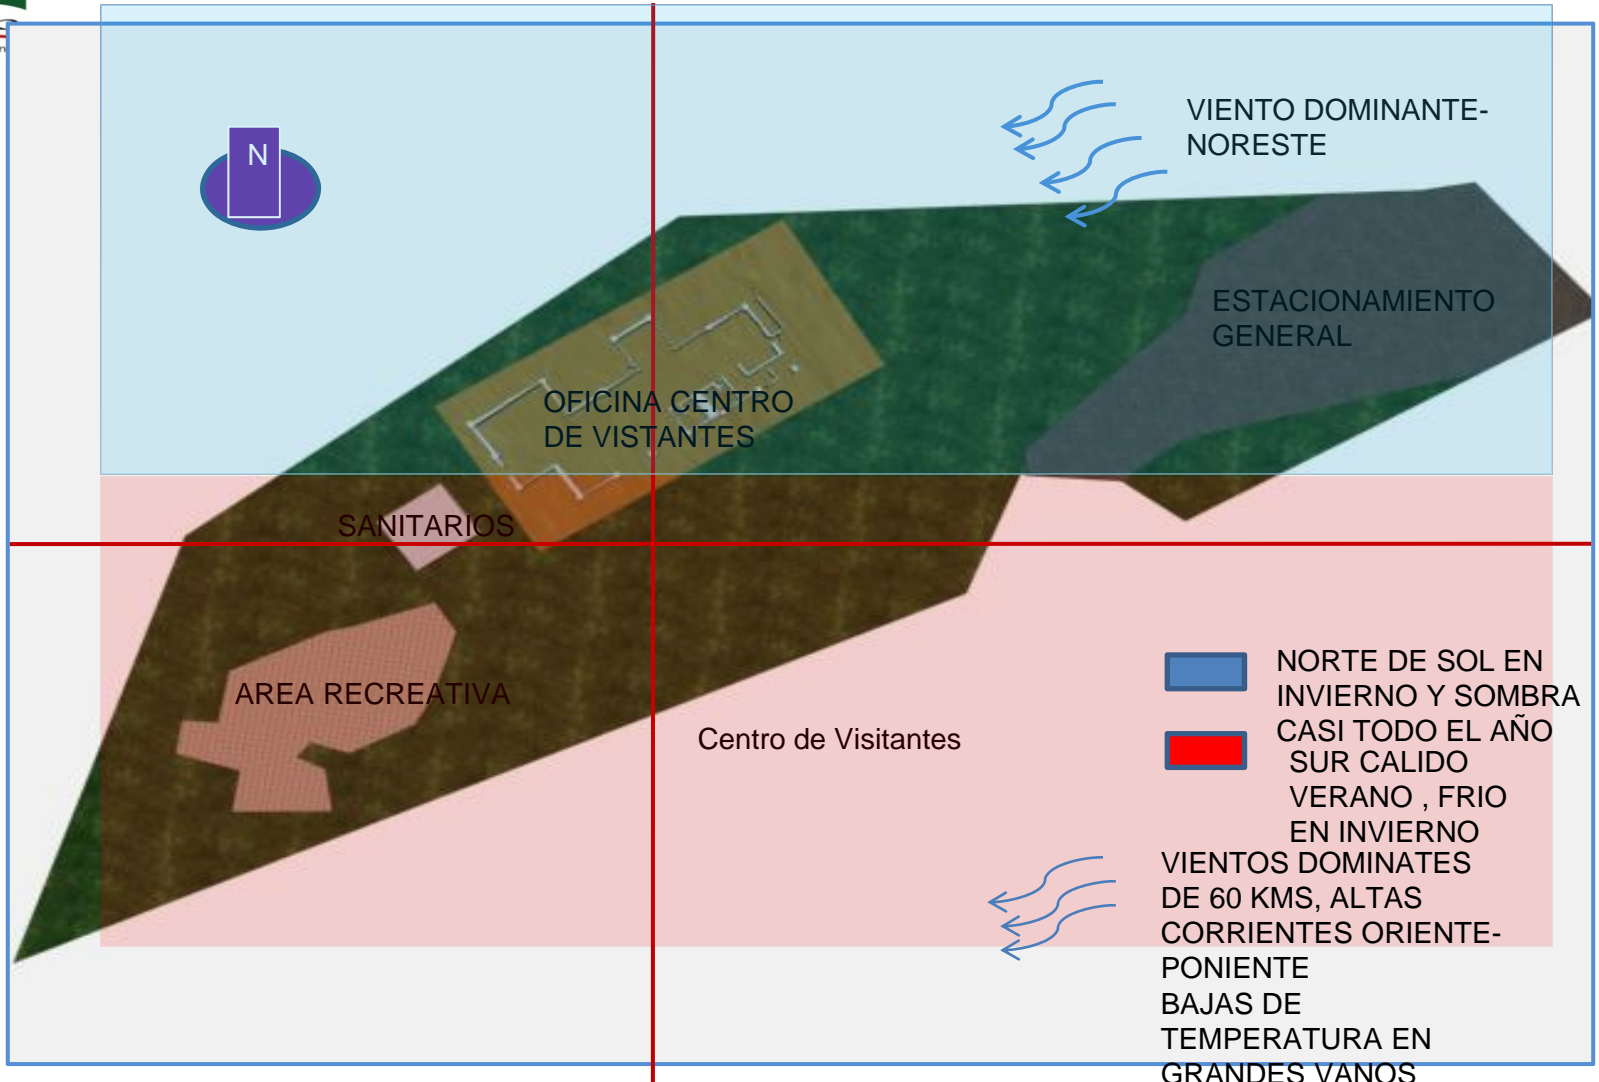 N
VIENTO DOMINANTE-
NORESTE
ESTACIONAMIENTO
GENERAL
OFICINA CENTRO
DE VISTANTES
SANITARIOS
AREA RECREATIVA
Centro de Visitantes
NORTE DE SOL EN
INVIERNO Y SOMBRA
CASI TODO EL AÑO
SUR CALIDO
VERANO , FRIO
EN INVIERNO
VIENTOS DOMINATES
DE 60 KMS, ALTAS
CORRIENTES ORIENTE-
PONIENTE
BAJAS DE
TEMPERATURA EN
GRANDES VANOS